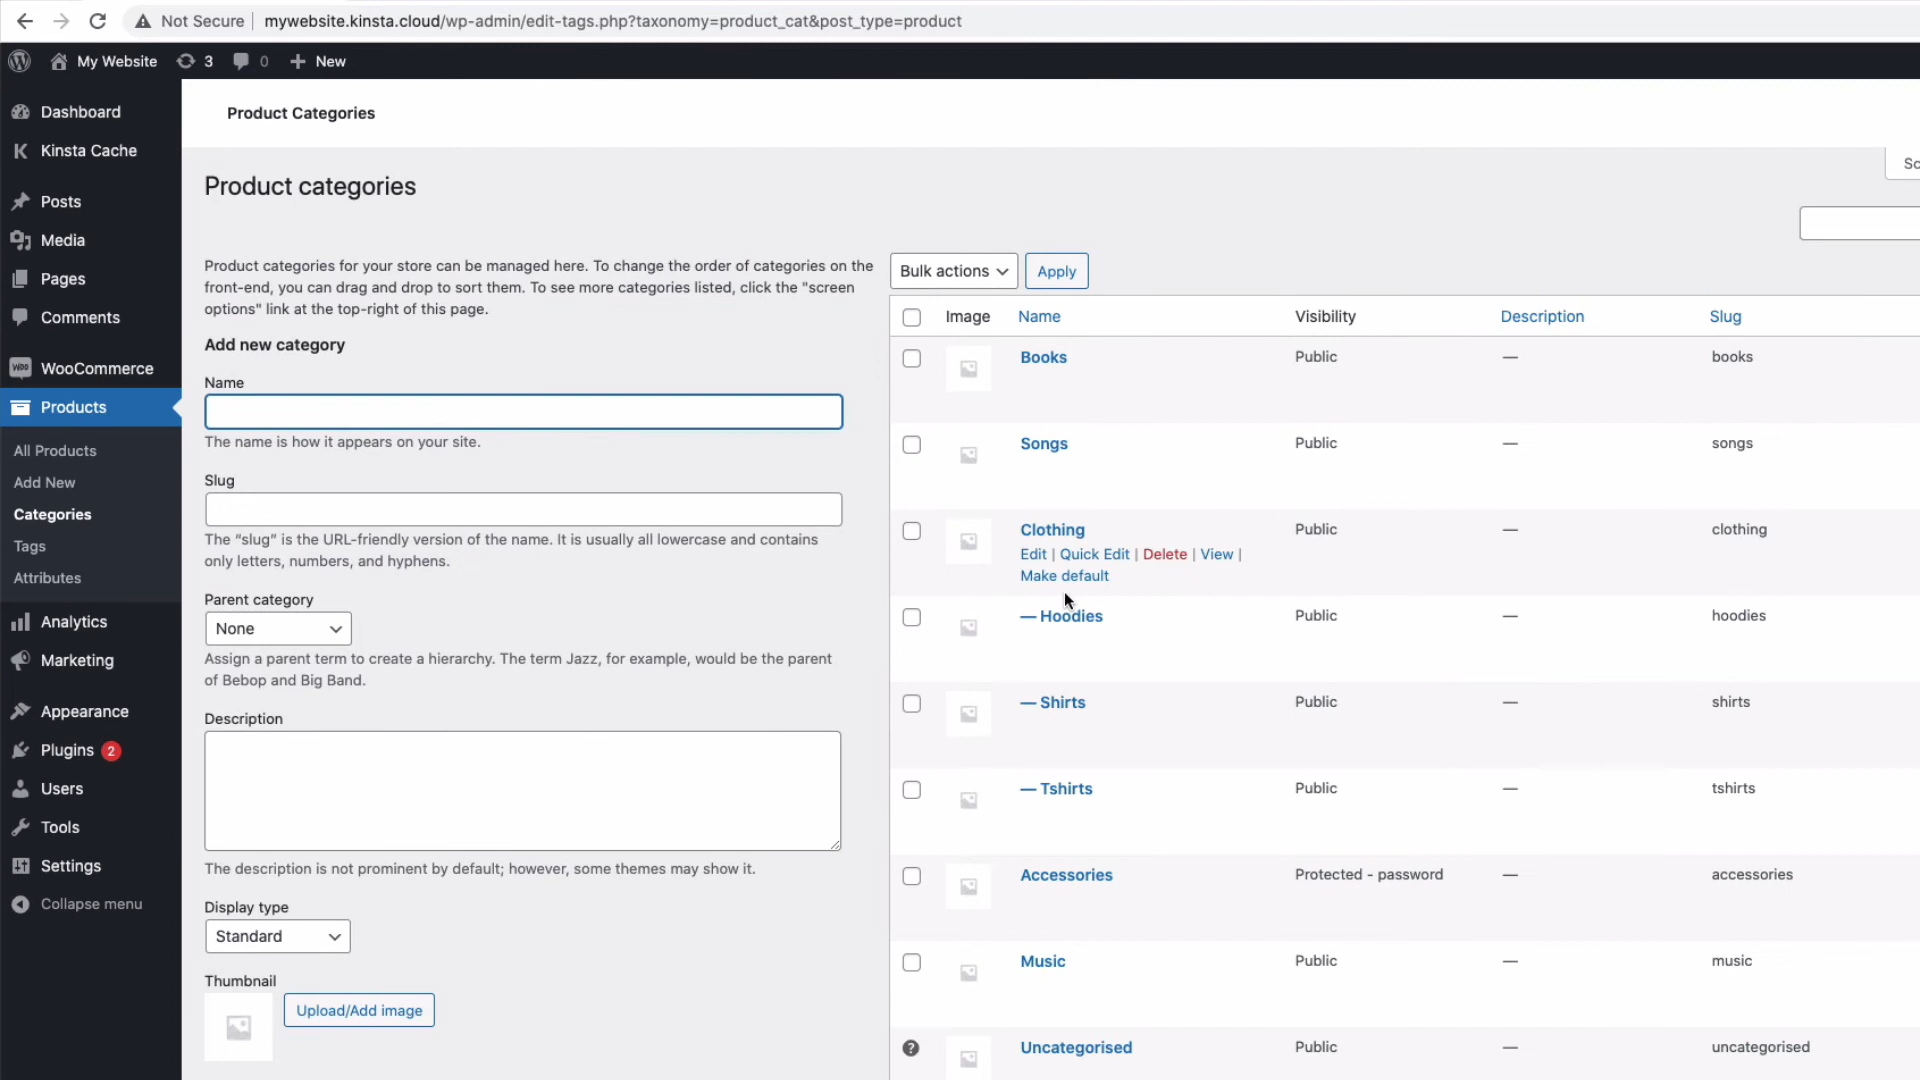 Not Secure mywebsite.kinsta.cloud/wp-admin/edit-tags.php?taxonomy=product_cat&post_type=product
My Website 3 0 + New
Dashboard
Kinsta Cache
Posts
Media
Pages
Comments
WooCommerce
Products
All Products
Add New
Categories
Tags
Attributes
Analytics
Marketing
Appearance
Plugins 2
Users
Tools
Settings
Collapse menu
Product Categories
Product categories
Product categories for your store can be managed here. To change the order of categories on the
front-end, you can drag and drop to sort them. To see more categories listed, click the "screen
options" link at the top-right of this page.
Add new category
Name
The name is how it appears on your site.
Slug
The “slug” is the URL-friendly version of the name. It is usually all lowercase and contains
only letters, numbers, and hyphens.
Parent category
None
Assign a parent term to create a hierarchy. The term Jazz, for example, would be the parent
of Bebop and Big Band.
Description
The description is not prominent by default; however, some themes may show it.
Display type
Standard
Thumbnail
Upload/Add image
Bulk actions Apply
Image Name Visibility Description Slug
Books Public — books
Songs Public — songs
Clothing Public — clothing
Edit | Quick Edit | Delete | View |
Make default
— Hoodies Public — hoodies
— Shirts Public — shirts
— Tshirts Public — tshirts
Accessories Protected - password — accessories
Music Public — music
? Uncategorised Public — uncategorised